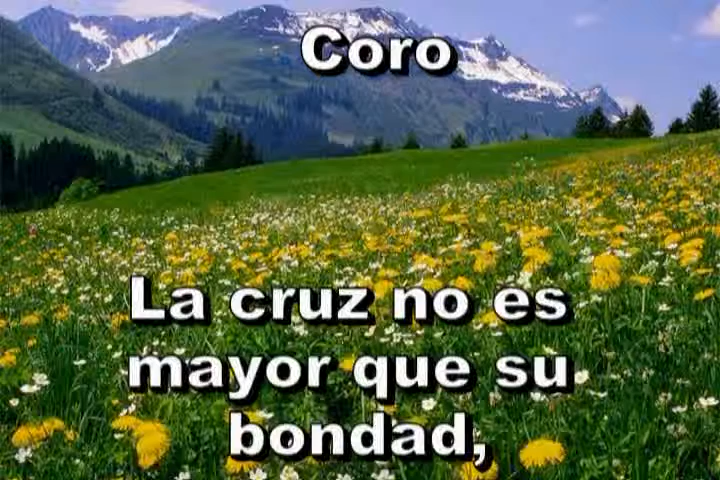 Coro
La cruz no es
mayor que su
bondad,